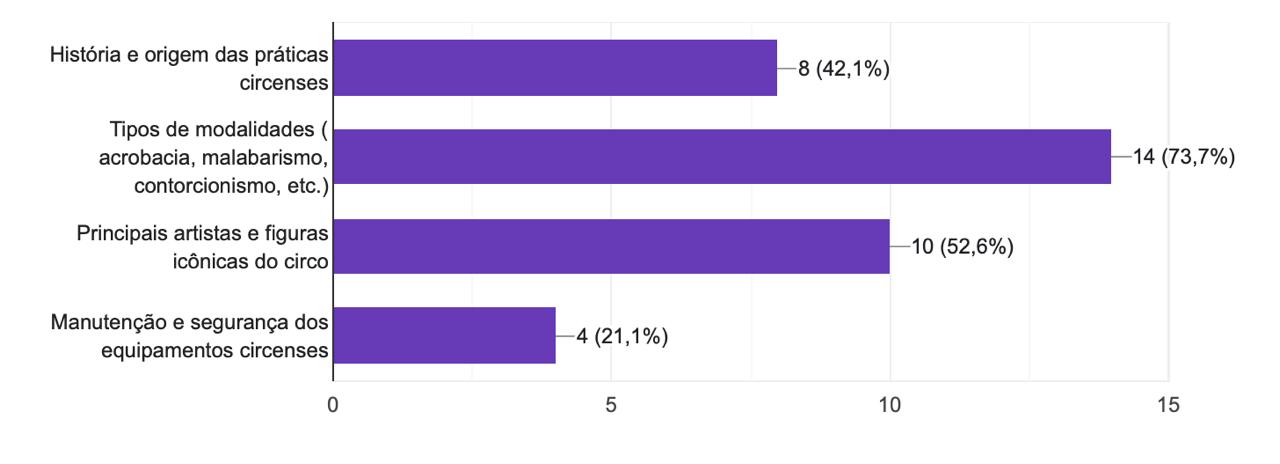 História e origem das práticas
circenses
8 (42,1%)
Tipos de modalidades (
acrobacia, malabarismo,
contorcionismo, etc.)
14 (73,7%)
Principais artistas e figuras
icônicas do circo
10 (52,6%)
Manutenção e segurança dos
equipamentos circenses
4 (21,1%)
0 5 10 15